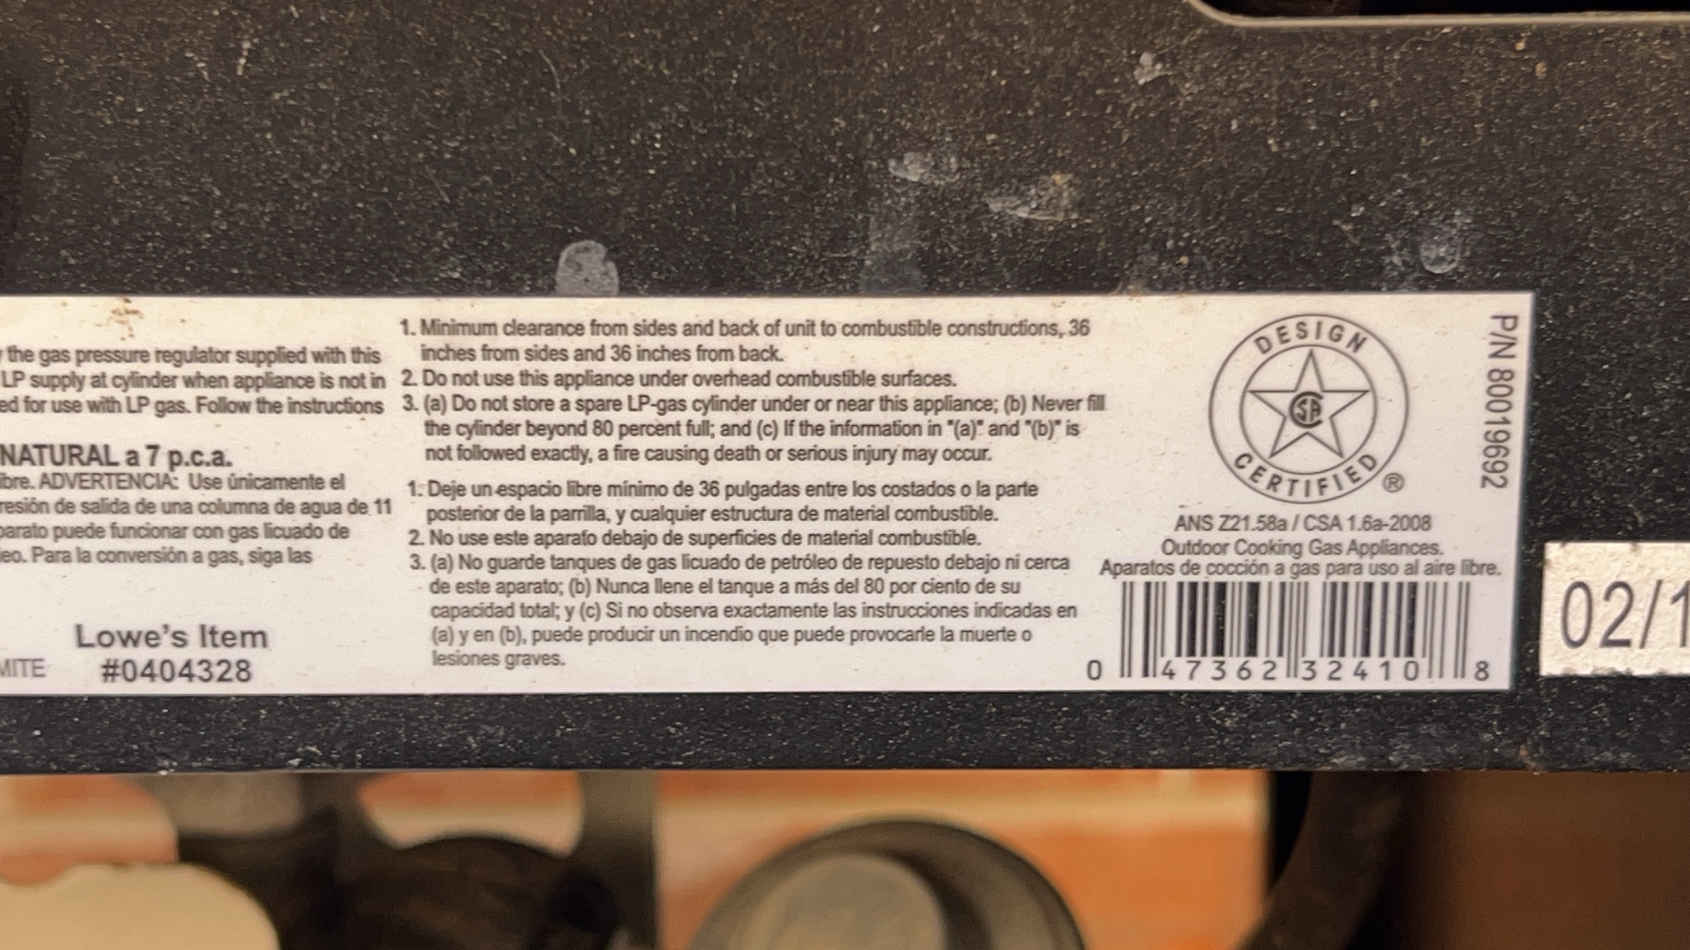 the gas pressure regulator supplied with this
LP supply at cylinder when appliance is not in
ed for use with LP gas. Follow the instructions
NATURAL a 7 p.c.a.
ibre. ADVERTENCIA: Use únicamente el
resión de salida de una columna de agua de 11
parato puede funcionar con gas licuado de
leo. Para la conversión a gas, siga las
Lowe's Item
MITE #0404328
1. Minimum clearance from sides and back of unit to combustible constructions, 36
inches from sides and 36 inches from back.
2. Do not use this appliance under overhead combustible surfaces.
3. (a) Do not store a spare LP-gas cylinder under or near this appliance; (b) Never fill
the cylinder beyond 80 percent full; and (c) If the information in "(a)" and "(b)" is
not followed exactly, a fire causing death or serious injury may occur.
1. Deje un espacio libre mínimo de 36 pulgadas entre los costados o la parte
posterior de la parrilla, y cualquier estructura de material combustible.
2. No use este aparato debajo de superficies de material combustible.
3. (a) No guarde tanques de gas licuado de petróleo de repuesto debajo ni cerca
de este aparato; (b) Nunca llene el tanque a más del 80 por ciento de su
capacidad total; y (c) Si no observa exactamente las instrucciones indicadas en
(a) y en (b), puede producir un incendio que puede provocarle la muerte o
lesiones graves.
DESIGN
SA
CERTIFIED ®
P/N 80019692
ANS Z21.58a / CSA 1.6a-2008
Outdoor Cooking Gas Appliances.
Aparatos de cocción a gas para uso al aire libre.
0 47362 32410 8
02/1